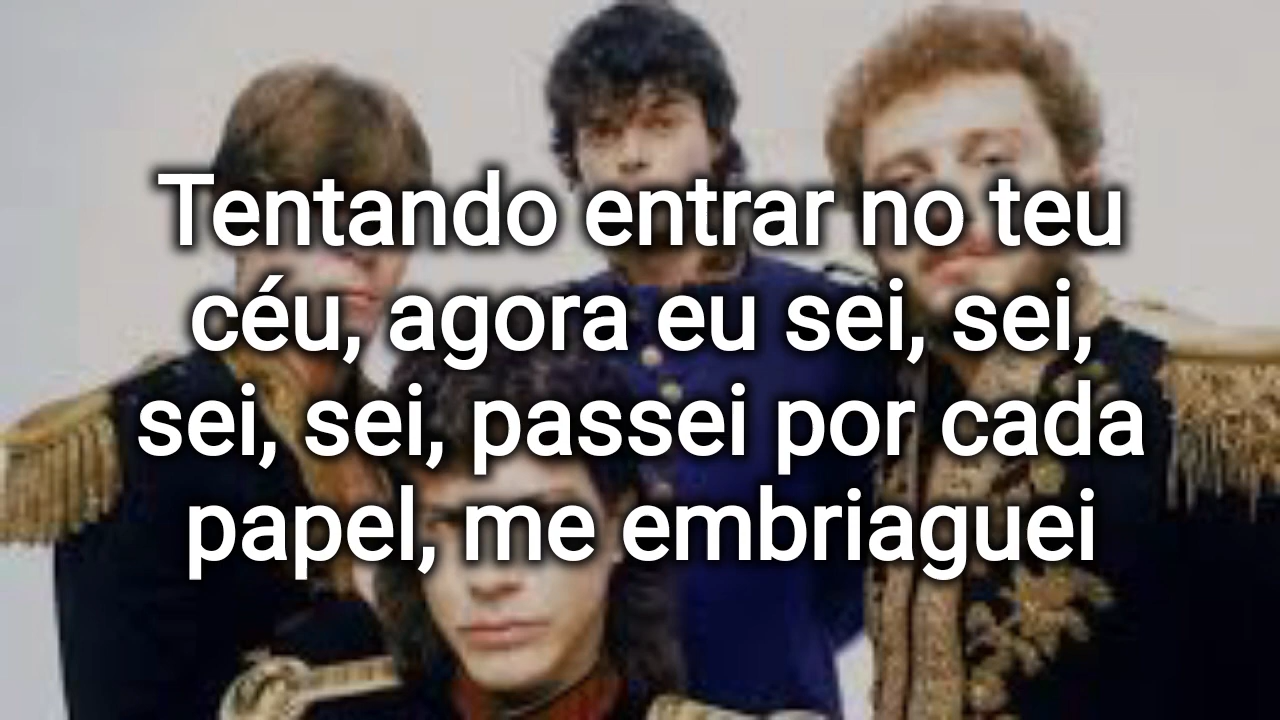 Tentando entrar no teu
céu, agora eu sei, sei,
sei, sei, passei por cada
papel, me embriaguei